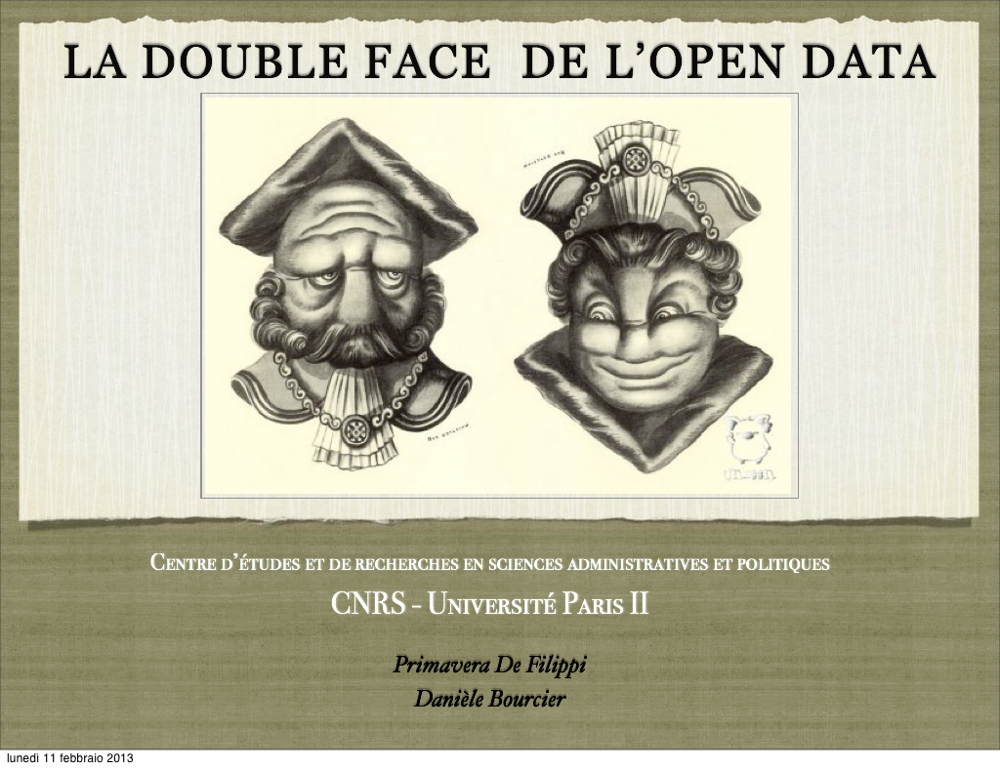 LA DOUBLE FACE DE L'OPEN DATA
Centre d'études et de recherches en sciences administratives et politiques
CNRS - Université Paris II
Primavera De Filippi
Danièle Bourcier
lunedì 11 febbraio 2013